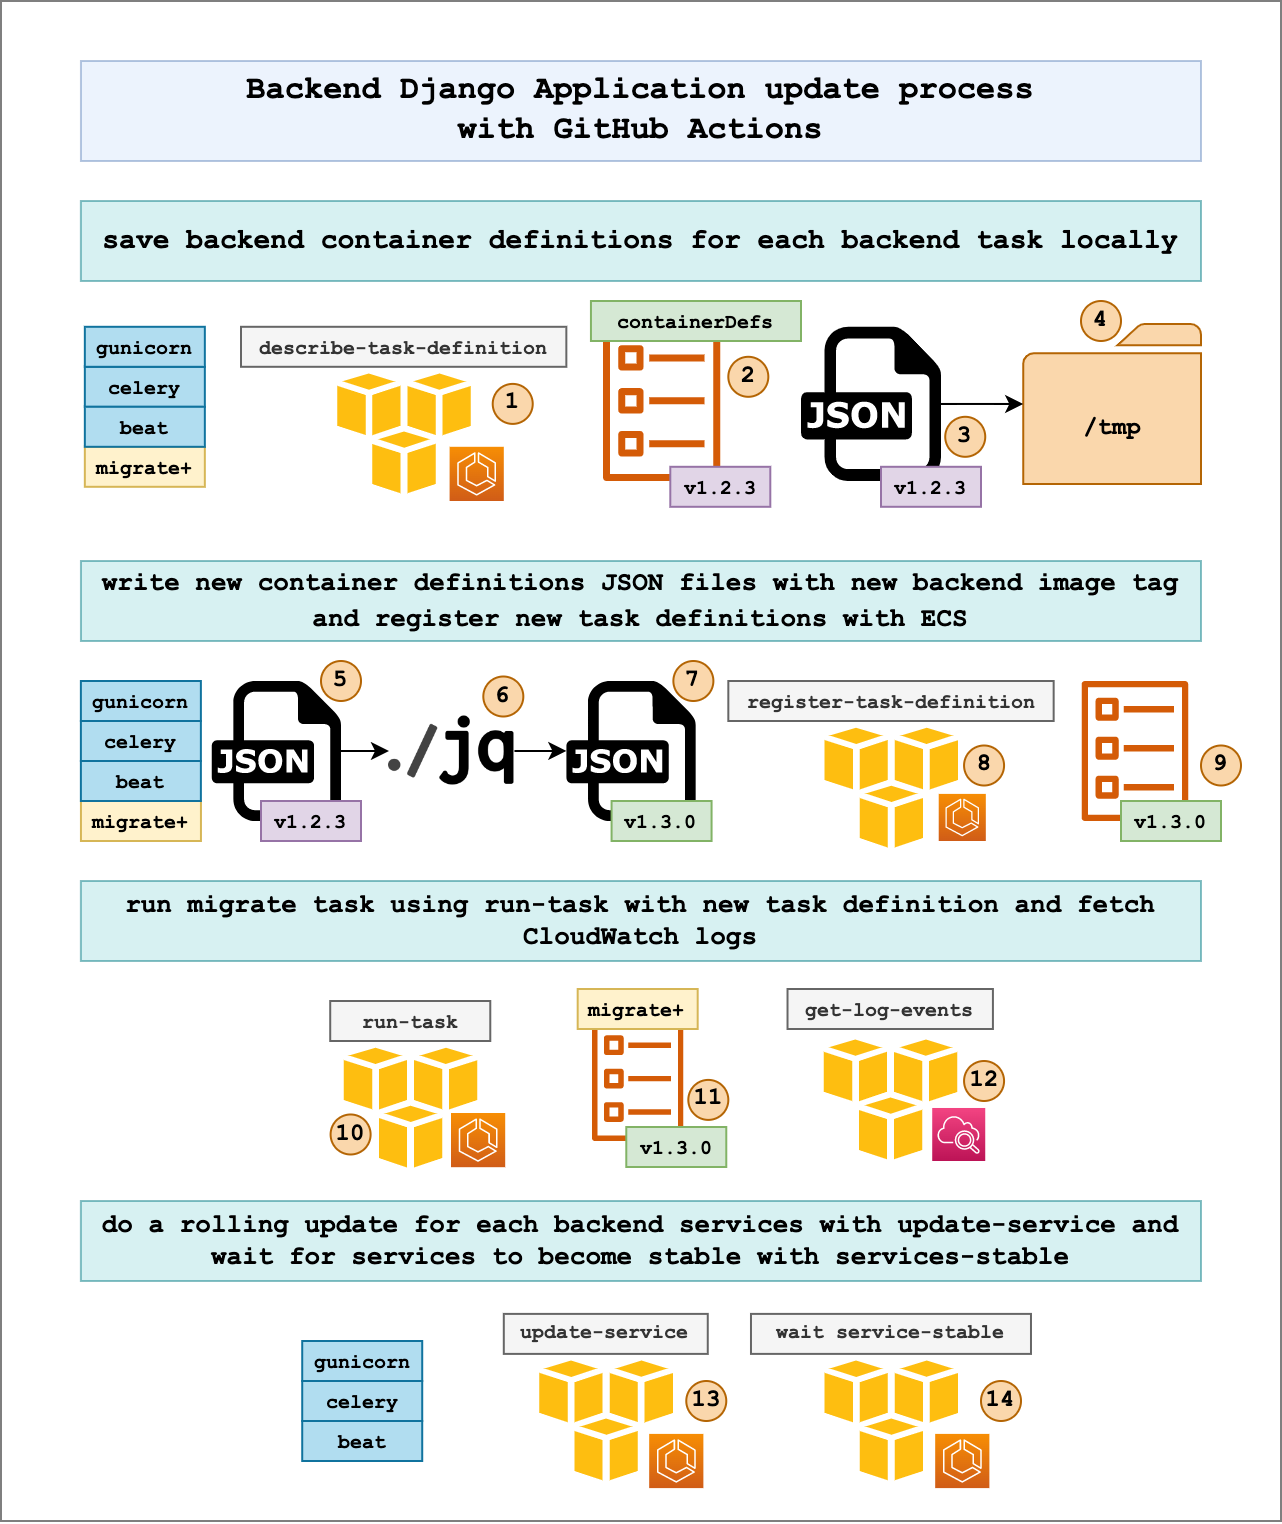 Backend Django Application update process
with GitHub Actions
save backend container definitions for each backend task locally
gunicorn
celery
beat
migrate+
describe-task-definition
1
containerDefs
2
v1.2.3
JSON
3
v1.2.3
4
/tmp
write new container definitions JSON files with new backend image tag
and register new task definitions with ECS
gunicorn
celery
beat
migrate+
5
JSON
v1.2.3
6
./jq
7
JSON
v1.3.0
register-task-definition
8
9
v1.3.0
run migrate task using run-task with new task definition and fetch
CloudWatch logs
run-task
10
migrate+
11
v1.3.0
get-log-events
12
do a rolling update for each backend services with update-service and
wait for services to become stable with services-stable
gunicorn
celery
beat
update-service
13
wait service-stable
14